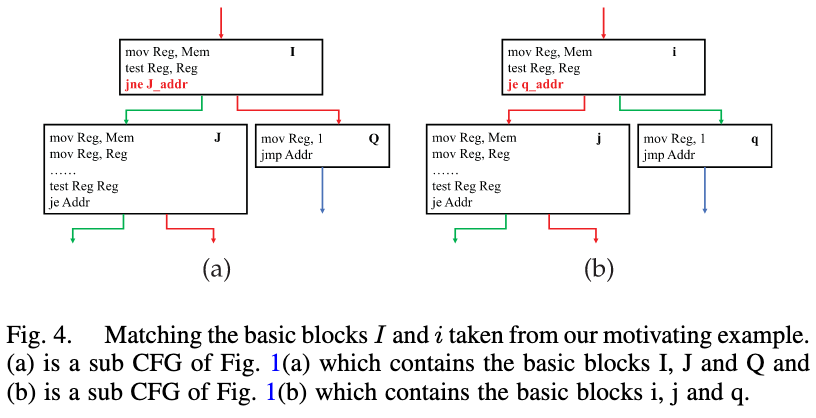 mov Reg, Mem I
test Reg, Reg
jne J_addr
mov Reg, Mem J
mov Reg, Reg
......
test Reg Reg
je Addr
mov Reg, 1 Q
jmp Addr
(a)
mov Reg, Mem i
test Reg, Reg
je q_addr
mov Reg, Mem j
mov Reg, Reg
......
test Reg Reg
je Addr
mov Reg, 1 q
jmp Addr
(b)
Fig. 4. Matching the basic blocks I and i taken from our motivating example.
(a) is a sub CFG of Fig. 1(a) which contains the basic blocks I, J and Q and
(b) is a sub CFG of Fig. 1(b) which contains the basic blocks i, j and q.